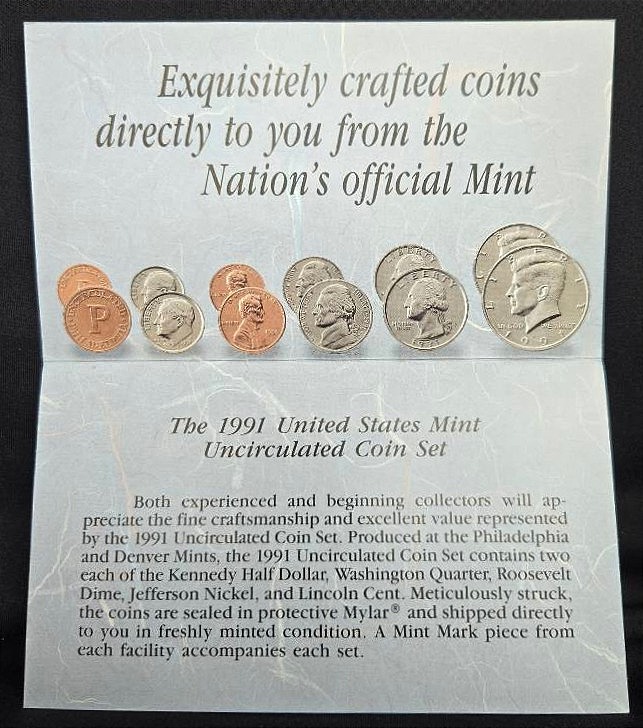 Exquisitely crafted coins
directly to you from the
Nation's official Mint
P
LIBERTY
IN GOD WE TRUST
The 1991 United States Mint
Uncirculated Coin Set
Both experienced and beginning collectors will ap-
preciate the fine craftsmanship and excellent value represented
by the 1991 Uncirculated Coin Set. Produced at the Philadelphia
and Denver Mints, the 1991 Uncirculated Coin Set contains two
each of the Kennedy Half Dollar, Washington Quarter, Roosevelt
Dime, Jefferson Nickel, and Lincoln Cent. Meticulously struck,
the coins are sealed in protective Mylar® and shipped directly
to you in freshly minted condition. A Mint Mark piece from
each facility accompanies each set.